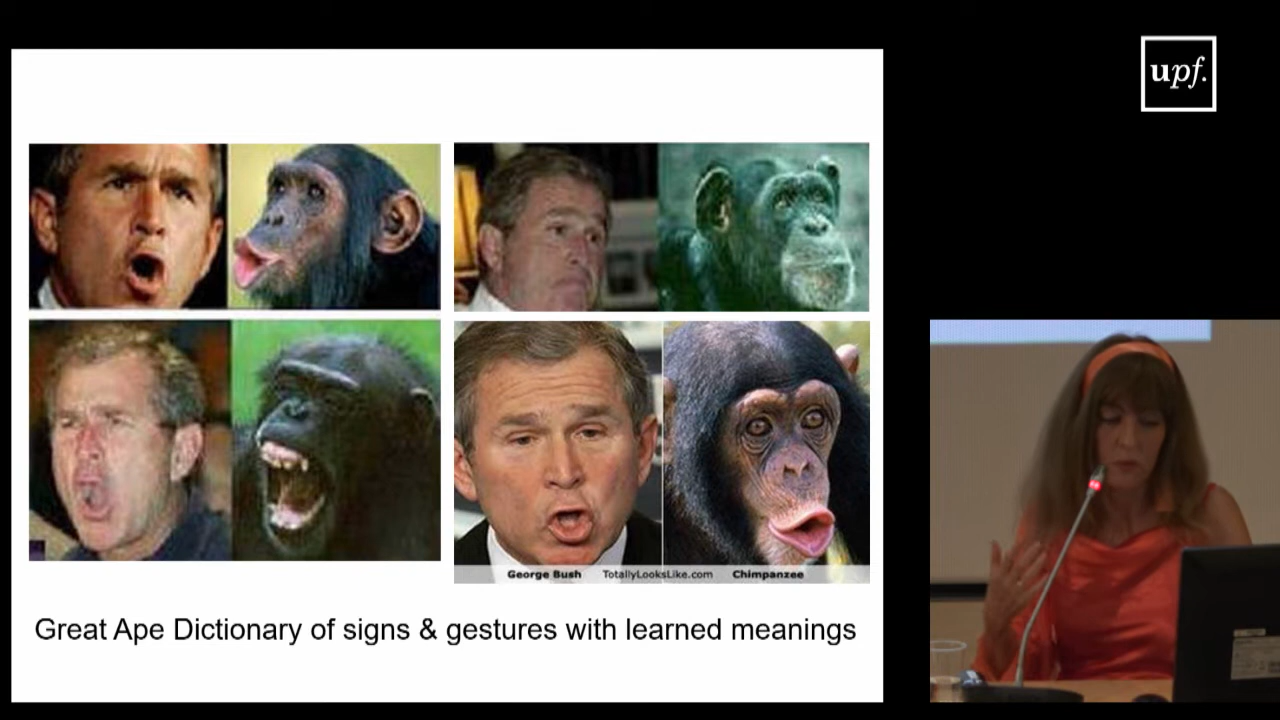 upf.
George Bush TotallyLooksLike.com Chimpanzee
Great Ape Dictionary of signs & gestures with learned meanings